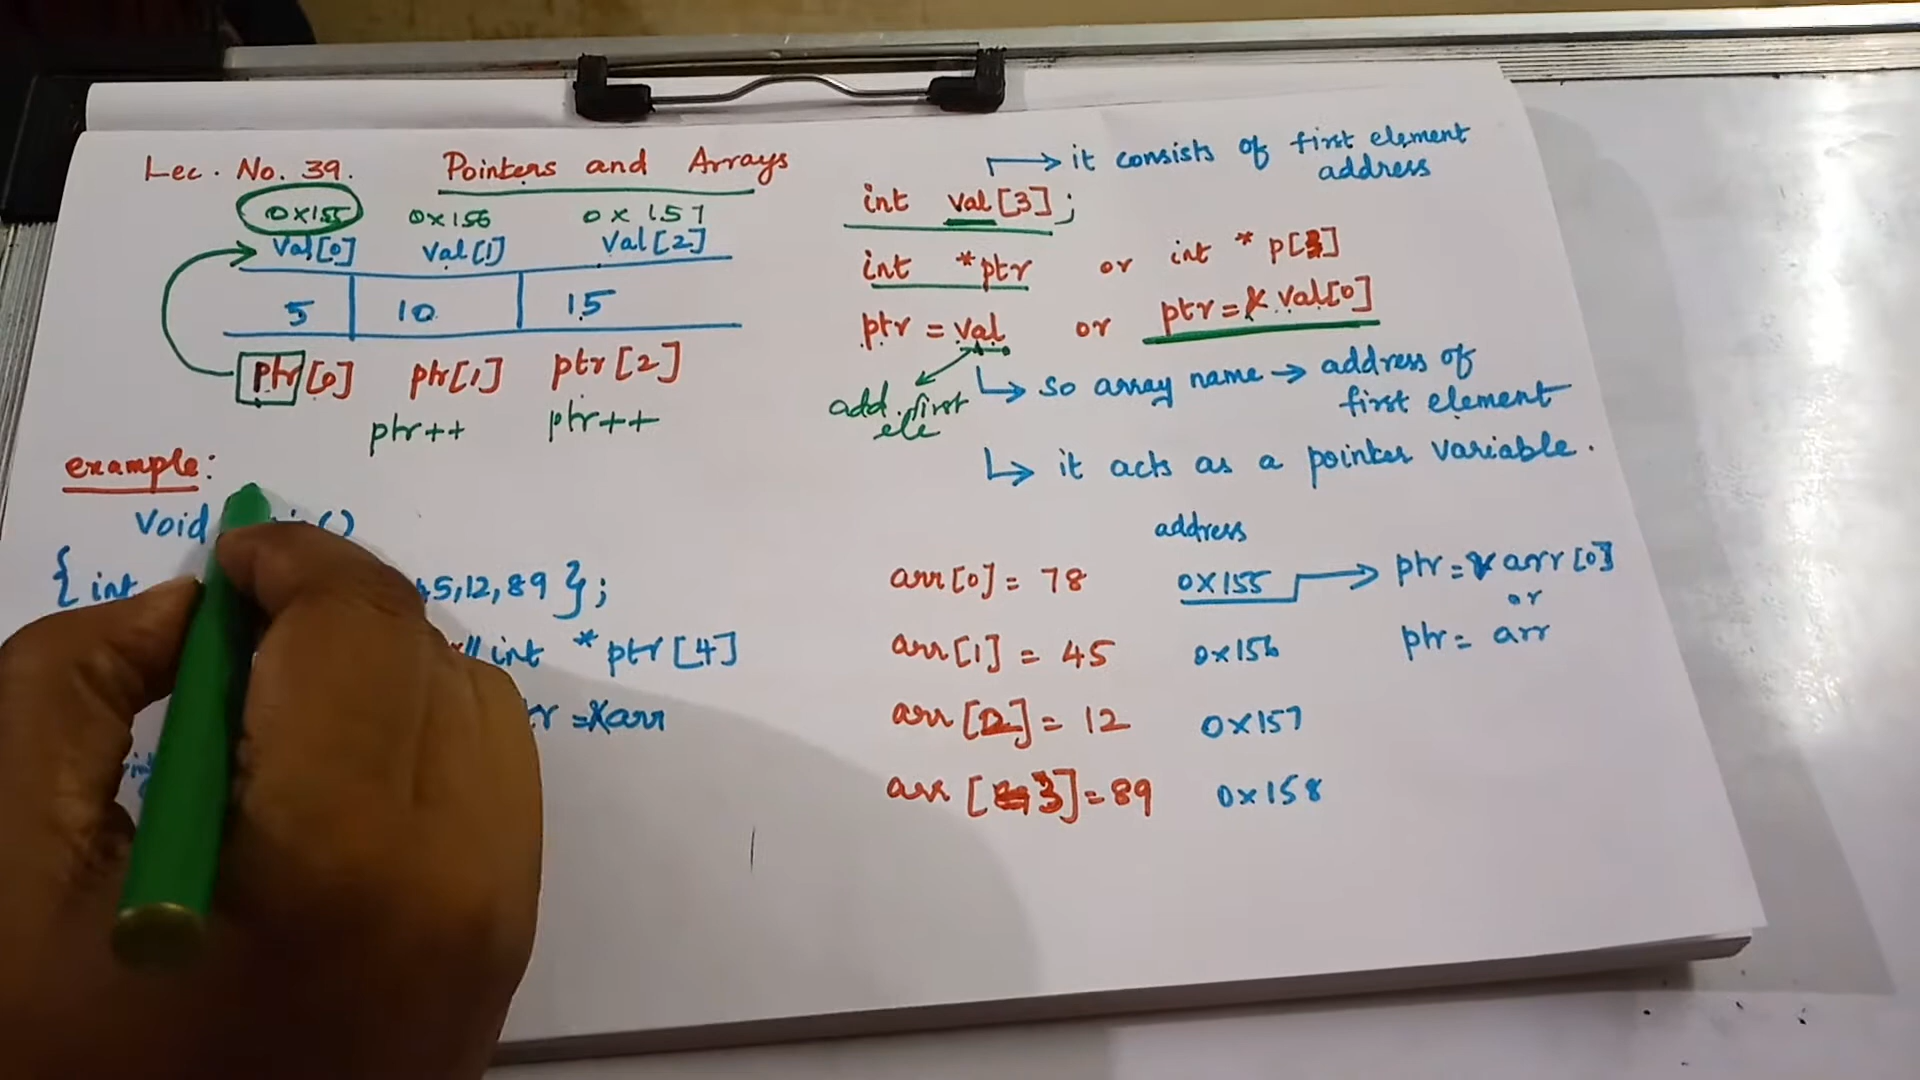 Lec. No. 39. Pointers and Arrays
0x155 0x156 0x157
val[0] val[1] val[2]
5 10 15
ptr[0] ptr[1] ptr[2]
ptr++ ptr++
int val[3];
it consists of first element
address
int *ptr or int *p[3]
ptr = val or ptr = & val[0]
add. first
ele
so array name → address of
first element
it acts as a pointer variable.
example:
void
{ int 45,12,89 };
// int *ptr[4]
= &arr
address
arr[0] = 78 0x155 → ptr = & arr[0]
or
arr[1] = 45 0x156 ptr = arr
arr[2] = 12 0x157
arr[3] = 89 0x158